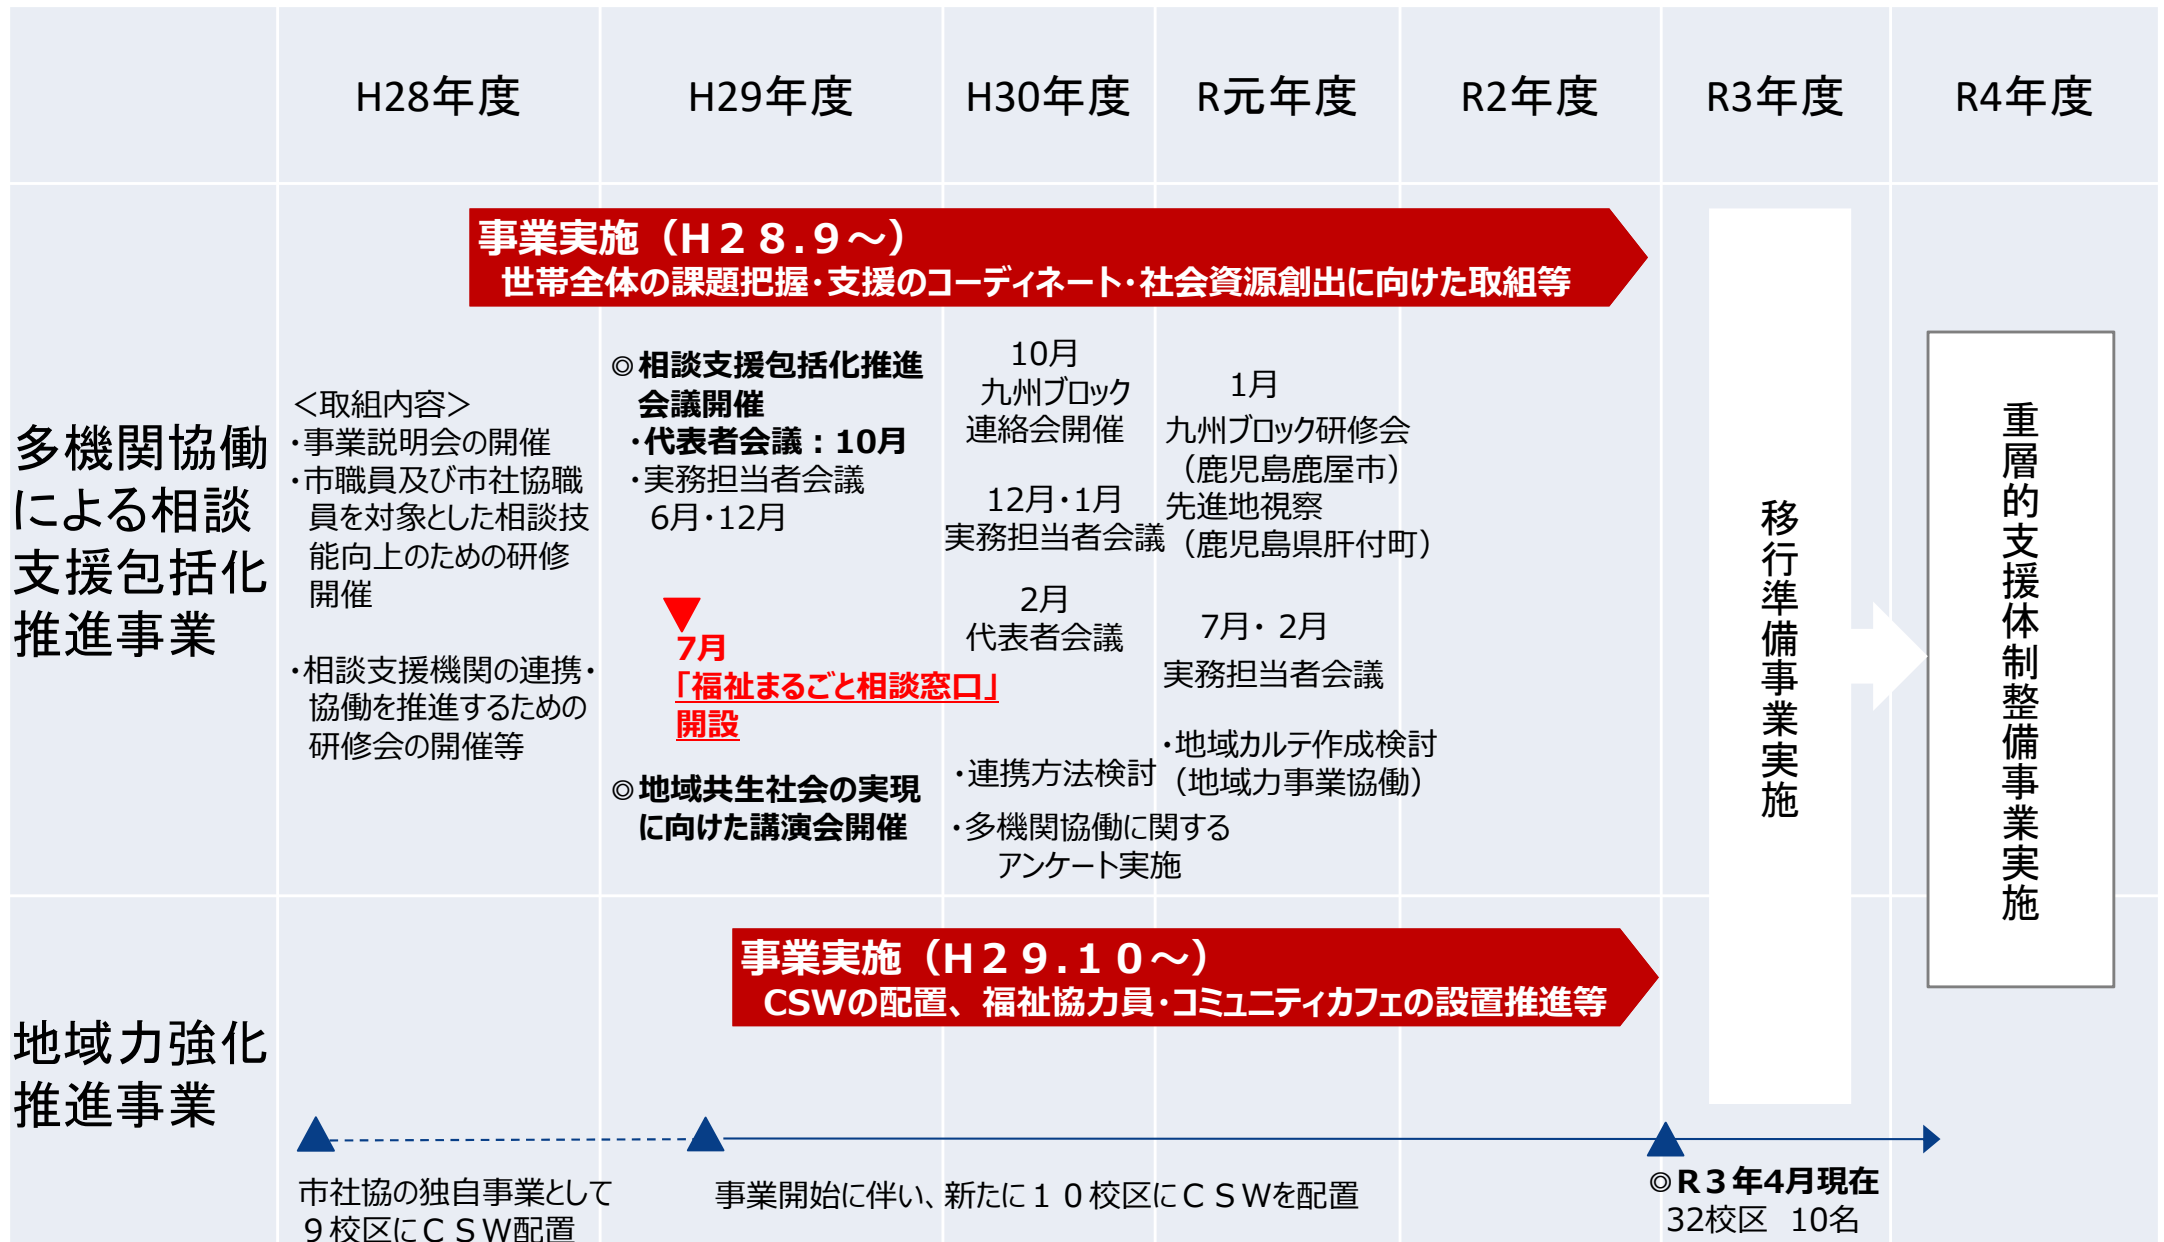 H28年度
H29年度
H30年度
R元年度
R2年度
R3年度
R4年度
多機関協働
による相談
支援包括化
推進事業
事業実施（H２８.９～）
世帯全体の課題把握・支援のコーディネート・社会資源創出に向けた取組等
＜取組内容＞
・事業説明会の開催
・市職員及び市社協職
員を対象とした相談技
能向上のための研修
開催
・相談支援機関の連携・
協働を推進するための
研修会の開催等
◎相談支援包括化推進
会議開催
・代表者会議：10月
・実務担当者会議
6月・12月
7月
「福祉まるごと相談窓口」
開設
◎地域共生社会の実現
に向けた講演会開催
10月
九州ブロック
連絡会開催
12月・1月
実務担当者会議
2月
代表者会議
・連携方法検討
・多機関協働に関する
アンケート実施
1月
九州ブロック研修会
（鹿児島鹿屋市）
先進地視察
（鹿児島県肝付町）
7月・ 2月
実務担当者会議
・地域カルテ作成検討
（地域力事業協働）
移行準備事業実施
重層的支援体制整備事業実施
地域力強化
推進事業
事業実施（H２９.１０～）
CSWの配置、福祉協力員・コミュニティカフェの設置推進等
市社協の独自事業として
９校区にＣＳＷ配置
事業開始に伴い、新たに１０校区にＣＳＷを配置
◎Ｒ３年4月現在
32校区 10名